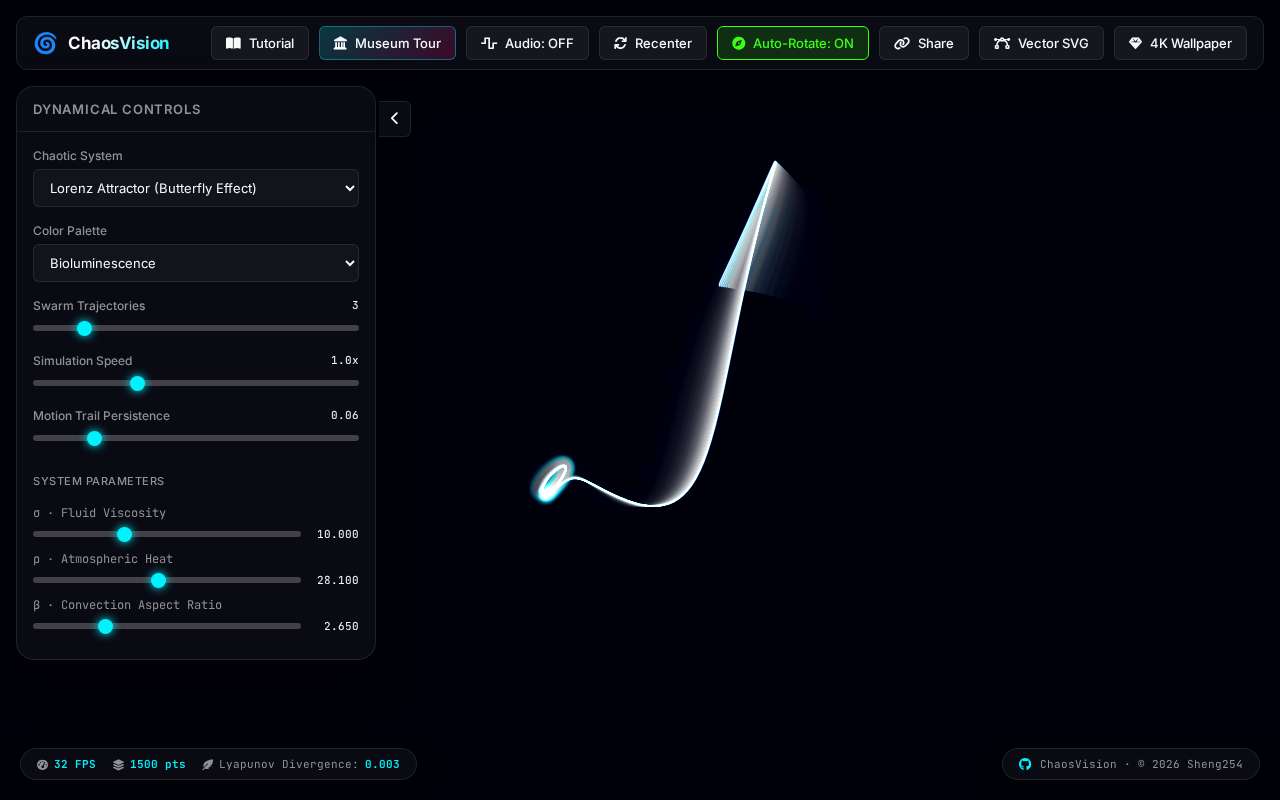 ChaosVision
Tutorial
Museum Tour
Audio: OFF
Recenter
Auto-Rotate: ON
Share
Vector SVG
4K Wallpaper
DYNAMICAL CONTROLS
Chaotic System
Lorenz Attractor (Butterfly Effect)
Color Palette
Bioluminescence
Swarm Trajectories 3
Simulation Speed 1.0x
Motion Trail Persistence 0.06
SYSTEM PARAMETERS
σ · Fluid Viscosity
10.000
ρ · Atmospheric Heat
28.100
β · Convection Aspect Ratio
2.650
32 FPS 1500 pts Lyapunov Divergence: 0.003
ChaosVision · © 2026 Sheng254